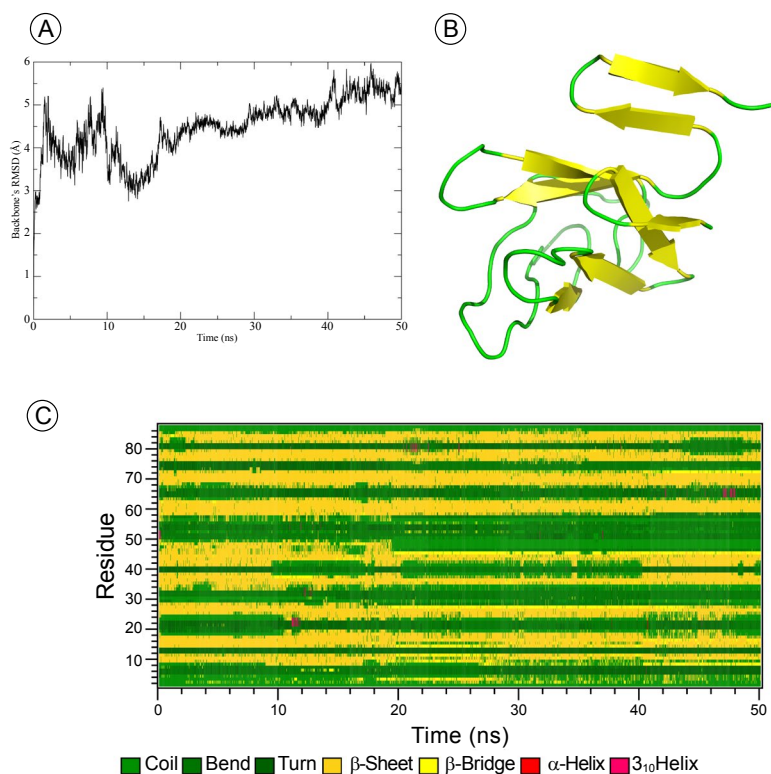 A
B
6
5
4
3
2
1
0
Backbone's RMSD (Å)
0 10 20 30 40 50
Time (ns)
C
80
70
60
50
40
30
20
10
Residue
0 10 20 30 40 50
Time (ns)
Coil Bend Turn β-Sheet β-Bridge α-Helix 3₁₀Helix